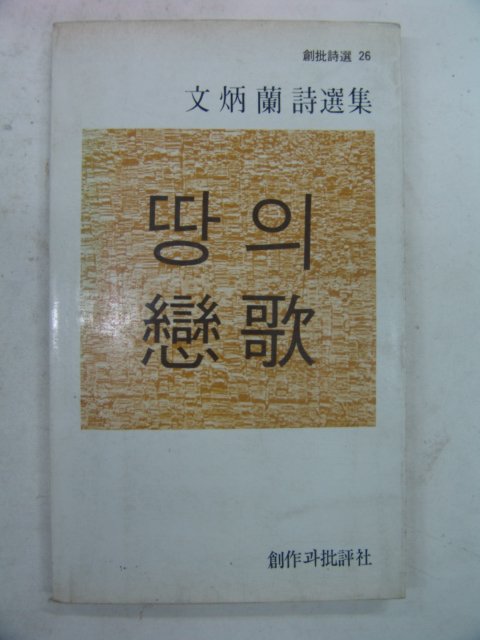 創批詩選 26
文炳蘭詩選集
땅의
戀歌
創作과批評社